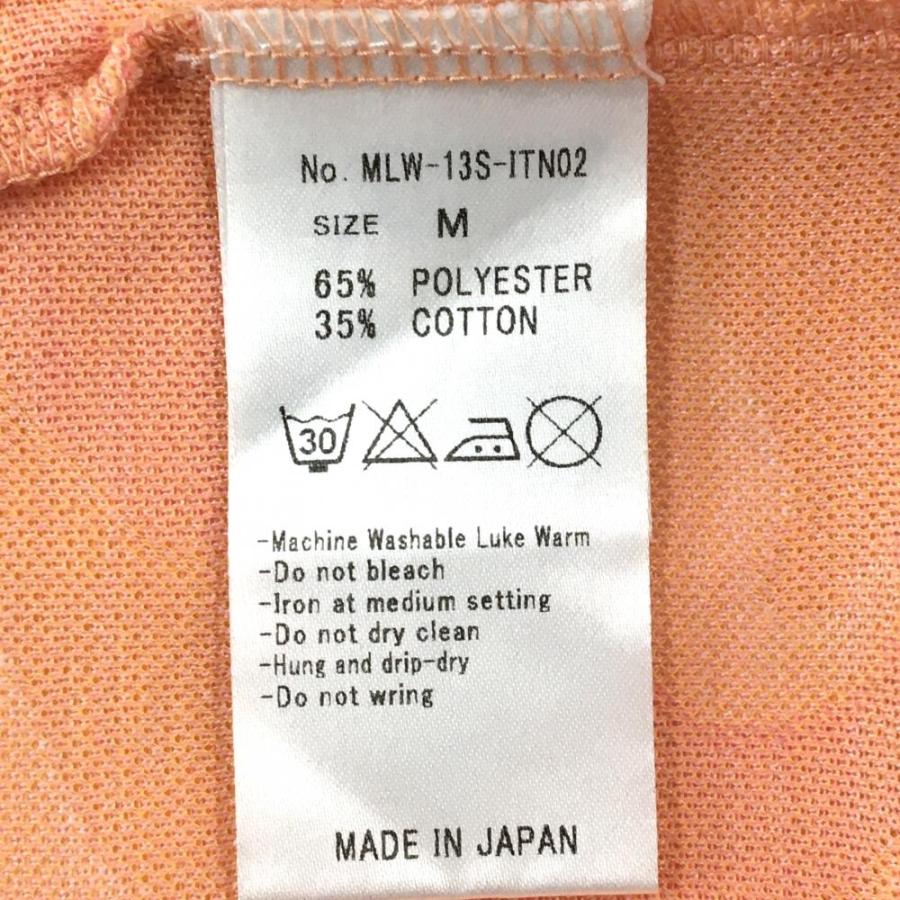 No. MLW-13S-ITN02
SIZE M
65% POLYESTER
35% COTTON
30
-Machine Washable Luke Warm
-Do not bleach
-Iron at medium setting
-Do not dry clean
-Hung and drip-dry
-Do not wring
MADE IN JAPAN